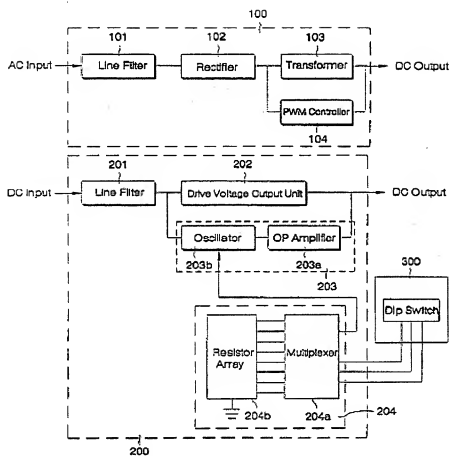 100
101 102 103
AC Input Line Filter Rectifier Transformer DC Output
PWM Controller
104
201 202
DC Input Line Filter Drive Voltage Output Unit DC Output
Oscillator OP Amplifier
203b 203a
203
300
Dip Switch
Resistor Array Multiplexer
204b 204a
204
200